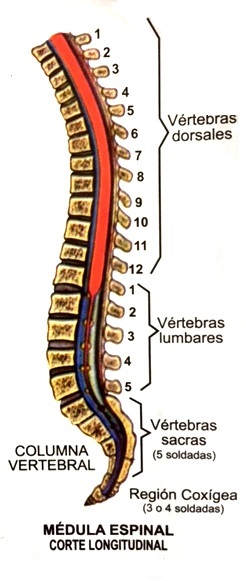 1
2
3
4
5
6
7
8
9
10
11
12
Vértebras
dorsales
1
2
3
4
5
Vértebras
lumbares
Vértebras
sacras
(5 soldadas)
COLUMNA
VERTEBRAL
Región Coxígea
(3 o 4 soldadas)
MÉDULA ESPINAL
CORTE LONGITUDINAL